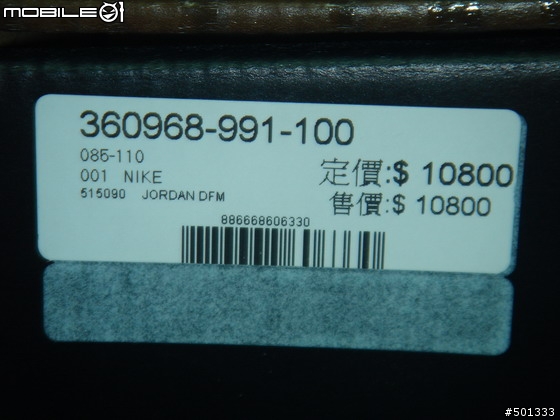 MOBILE01
360968-991-100
085-110
001 NIKE
定價:$ 10800
515090 JORDAN DFM
售價:$ 10800
886668606330
#501333